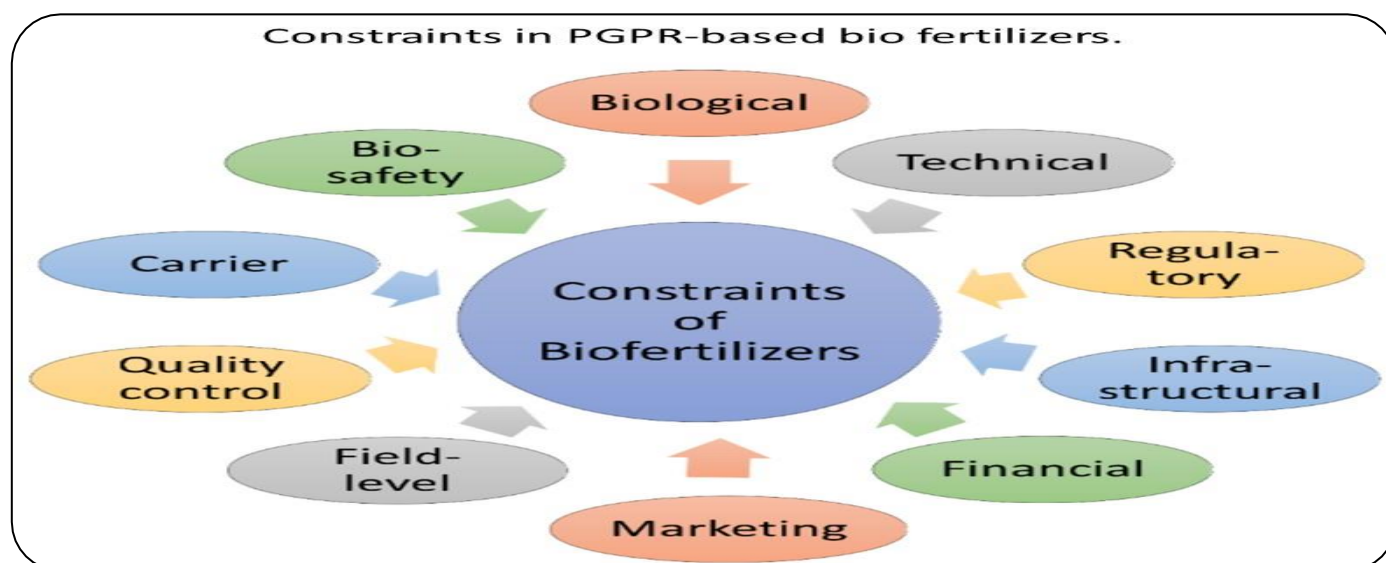 Constraints in PGPR-based bio fertilizers.
Biological
Technical
Regula-
tory
Infra-
structural
Financial
Marketing
Field-
level
Quality
control
Carrier
Bio-
safety
Constraints
of
Biofertilizers